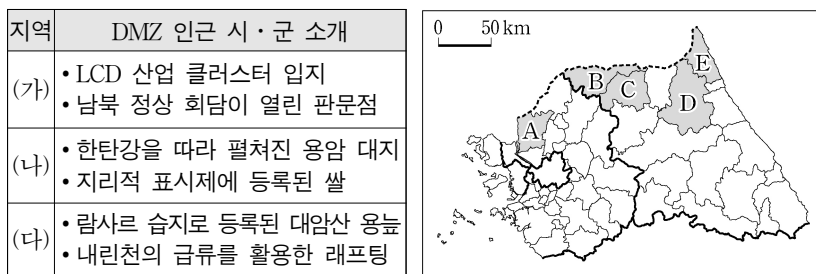 지역 DMZ 인근 시·군 소개
(가)
• LCD 산업 클러스터 입지
• 남북 정상 회담이 열린 판문점
(나)
• 한탄강을 따라 펼쳐진 용암 대지
• 지리적 표시제에 등록된 쌀
(다)
• 람사르 습지로 등록된 대암산 용늪
• 내린천의 급류를 활용한 래프팅
0 50km
E
B
C
D
A